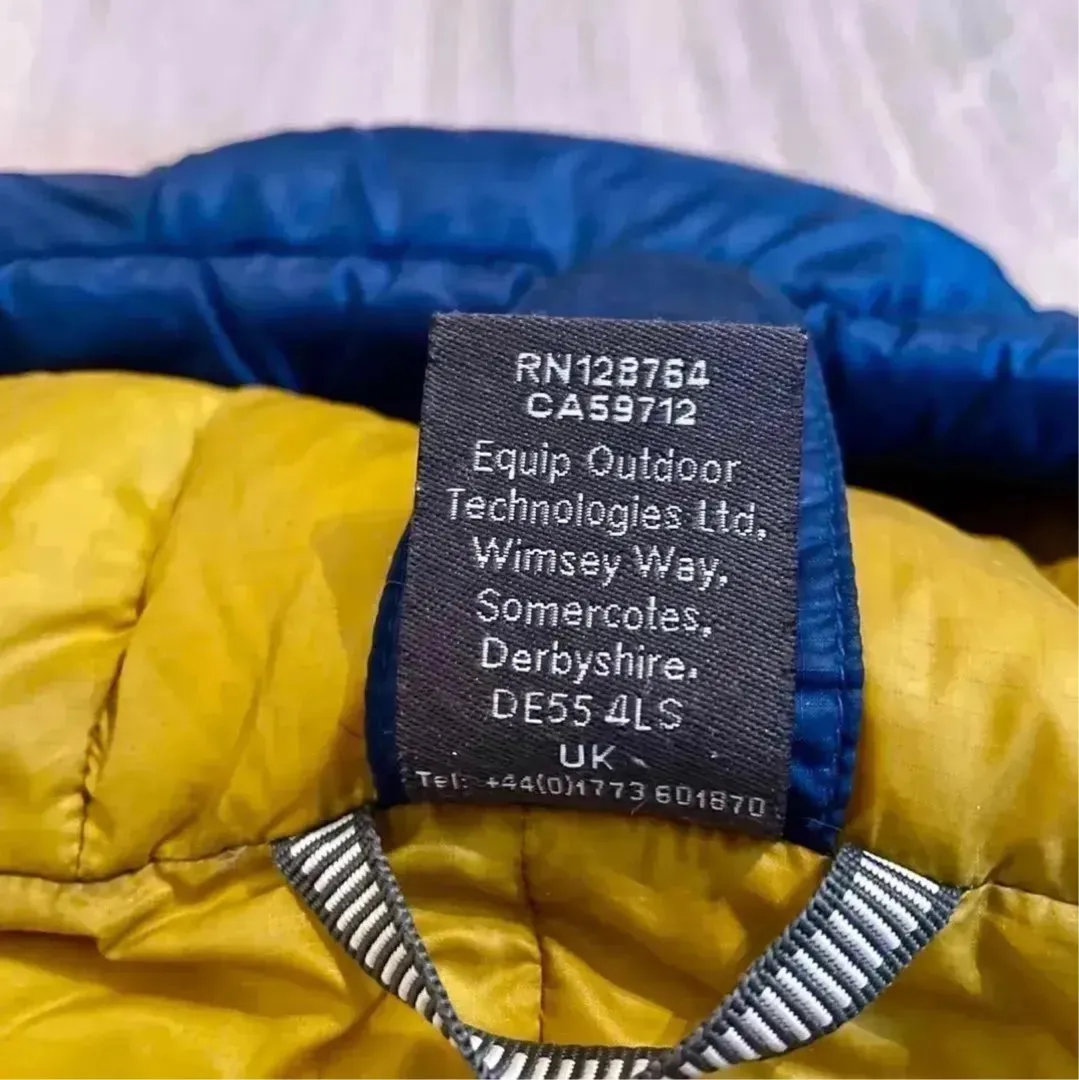 RN128764
CA59712
Equip Outdoor
Technologies Ltd,
Wimsey Way,
Somercotes,
Derbyshire.
DE55 4LS
UK
Tel: +44(0)1773 601870